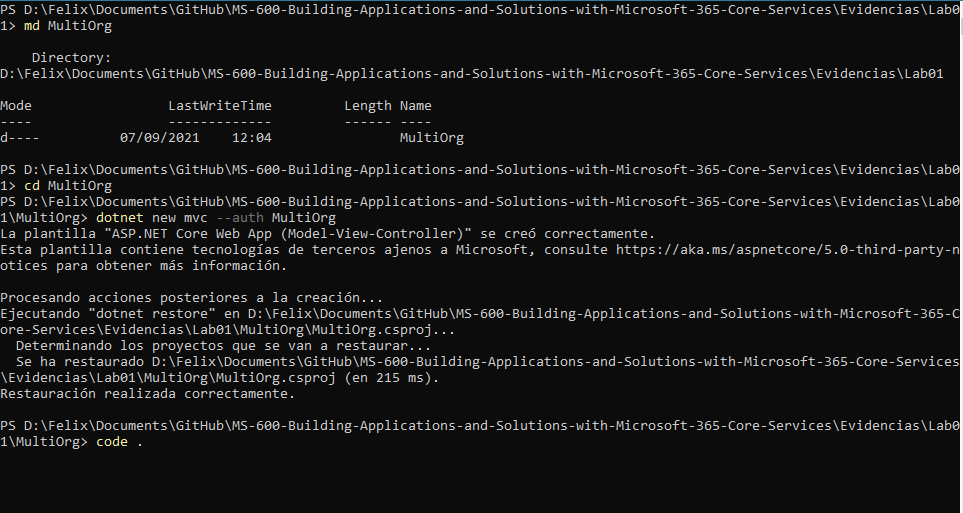 PS D:\Felix\Documents\GitHub\MS-600-Building-Applications-and-Solutions-with-Microsoft-365-Core-Services\Evidencias\Lab0
1> md MultiOrg
Directory:
D:\Felix\Documents\GitHub\MS-600-Building-Applications-and-Solutions-with-Microsoft-365-Core-Services\Evidencias\Lab01
Mode                 LastWriteTime         Length Name
----                 -------------         ------ ----
d----          07/09/2021    12:04                MultiOrg
PS D:\Felix\Documents\GitHub\MS-600-Building-Applications-and-Solutions-with-Microsoft-365-Core-Services\Evidencias\Lab0
1> cd MultiOrg
PS D:\Felix\Documents\GitHub\MS-600-Building-Applications-and-Solutions-with-Microsoft-365-Core-Services\Evidencias\Lab0
1\MultiOrg> dotnet new mvc --auth MultiOrg
La plantilla "ASP.NET Core Web App (Model-View-Controller)" se creó correctamente.
Esta plantilla contiene tecnologías de terceros ajenos a Microsoft, consulte https://aka.ms/aspnetcore/5.0-third-party-n
otices para obtener más información.
Procesando acciones posteriores a la creación...
Ejecutando "dotnet restore" en D:\Felix\Documents\GitHub\MS-600-Building-Applications-and-Solutions-with-Microsoft-365-C
ore-Services\Evidencias\Lab01\MultiOrg\MultiOrg.csproj...
Determinando los proyectos que se van a restaurar...
Se ha restaurado D:\Felix\Documents\GitHub\MS-600-Building-Applications-and-Solutions-with-Microsoft-365-Core-Services
\Evidencias\Lab01\MultiOrg\MultiOrg.csproj (en 215 ms).
Restauración realizada correctamente.
PS D:\Felix\Documents\GitHub\MS-600-Building-Applications-and-Solutions-with-Microsoft-365-Core-Services\Evidencias\Lab0
1\MultiOrg> code .